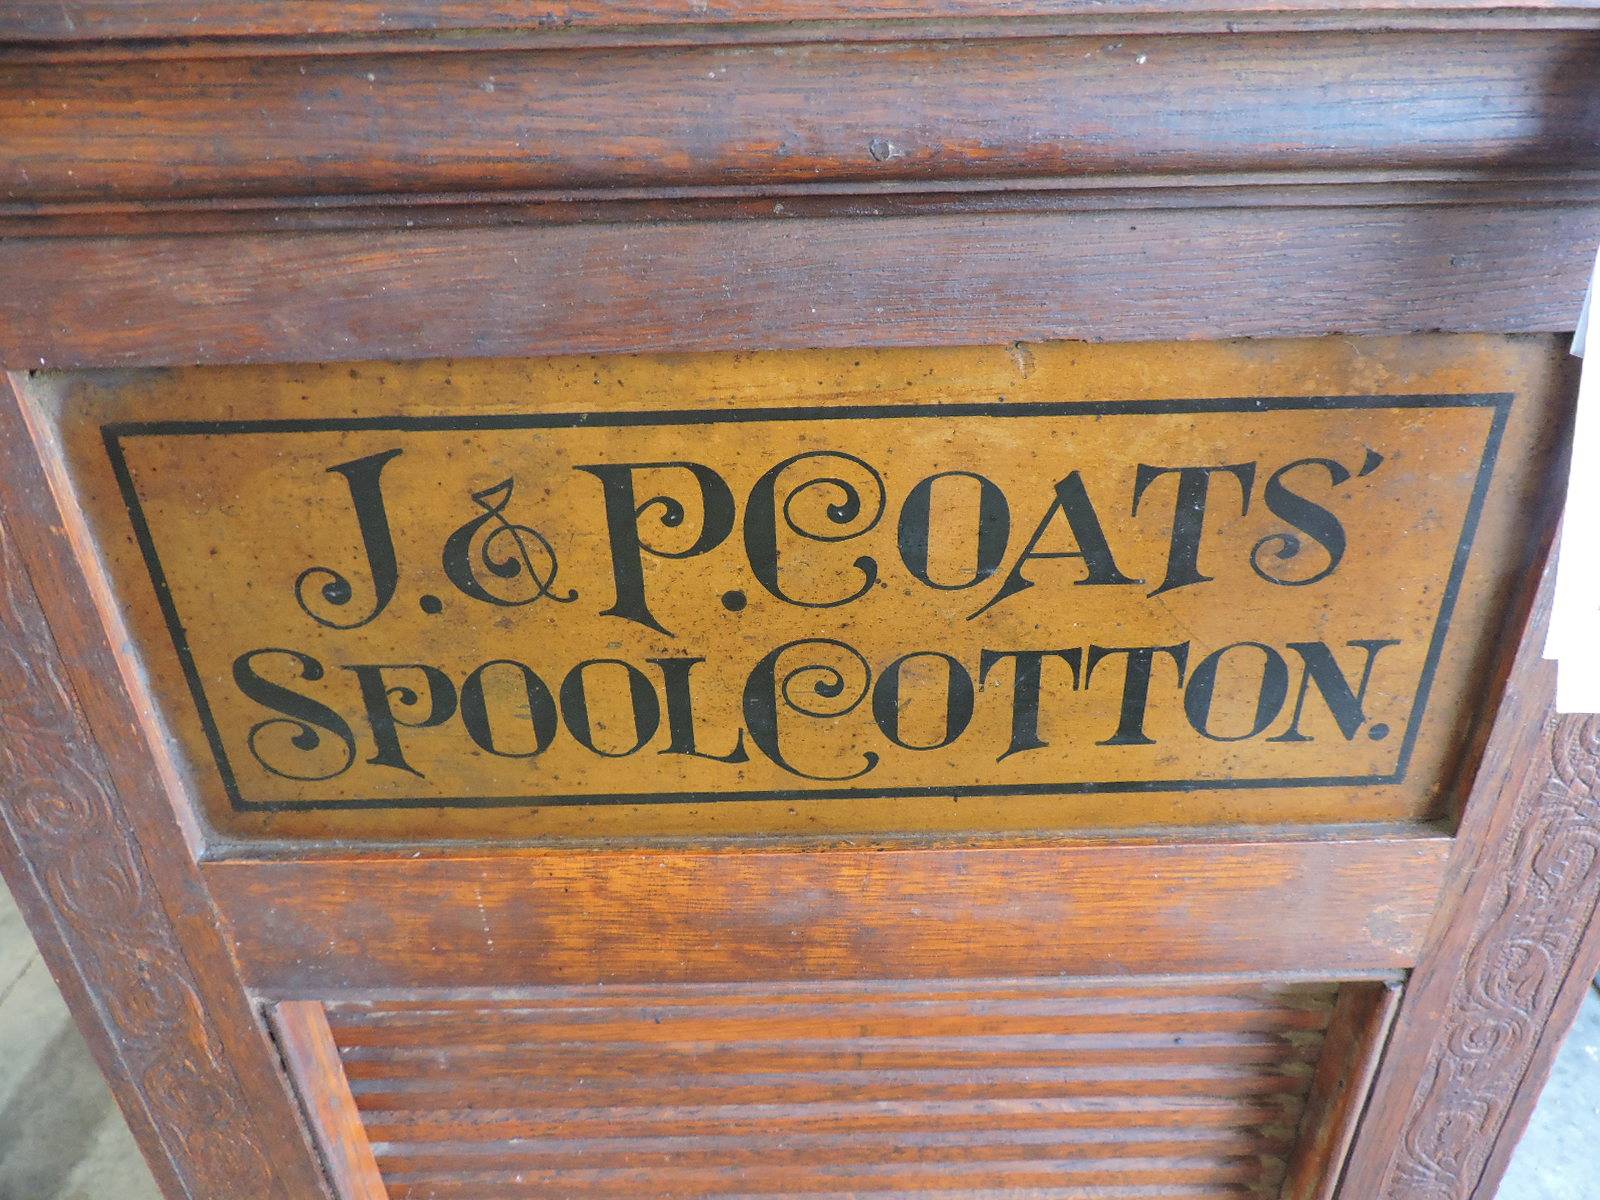 J. & P. COATS'
SPOOL COTTON.